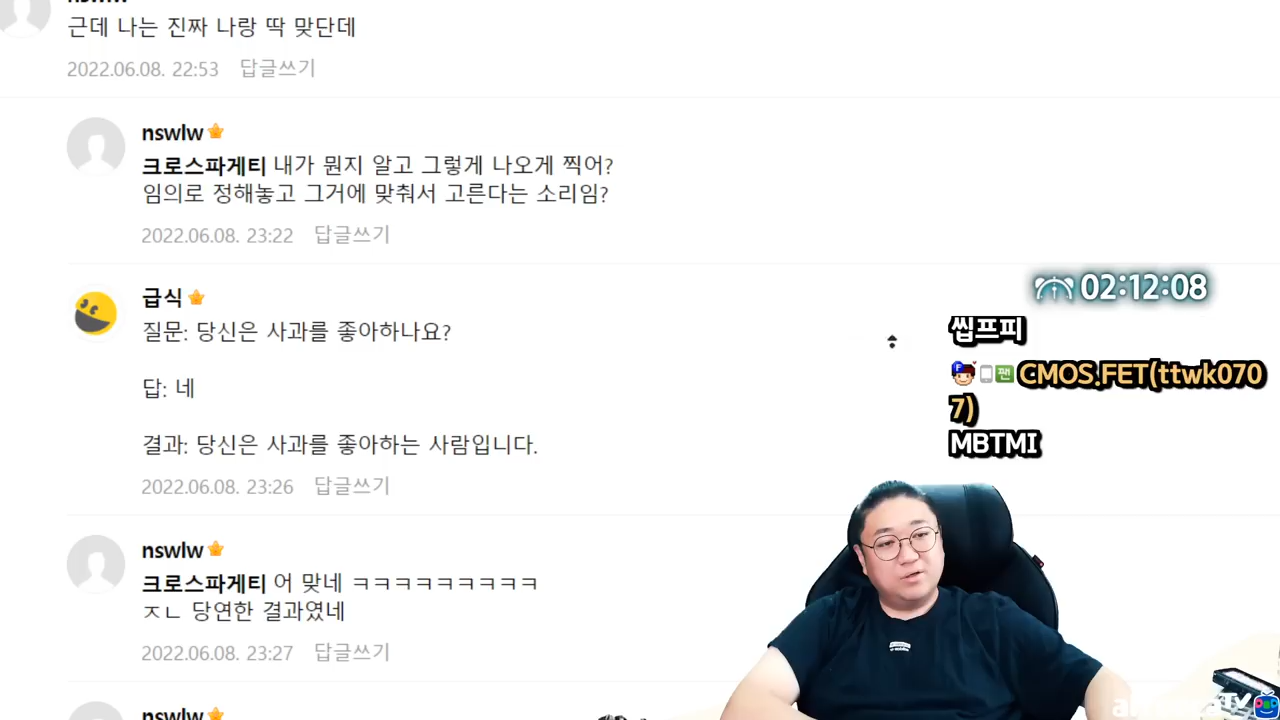 nswlw
근데 나는 진짜 나랑 딱 맞단데
2022.06.08. 22:53 답글쓰기
nswlw
크로스파게티 내가 뭔지 알고 그렇게 나오게 찍어?
임의로 정해놓고 그거에 맞춰서 고른다는 소리임?
2022.06.08. 23:22 답글쓰기
급식
질문: 당신은 사과를 좋아하나요?
답: 네
결과: 당신은 사과를 좋아하는 사람입니다.
2022.06.08. 23:26 답글쓰기
nswlw
크로스파게티 어 맞네 ㅋㅋㅋㅋㅋㅋㅋㅋㅋ
ㅈㄴ 당연한 결과였네
2022.06.08. 23:27 답글쓰기
nswlw
02:12:08
씹프피
F 팬 CMOS.FET(ttwk070
7)
MBTMI